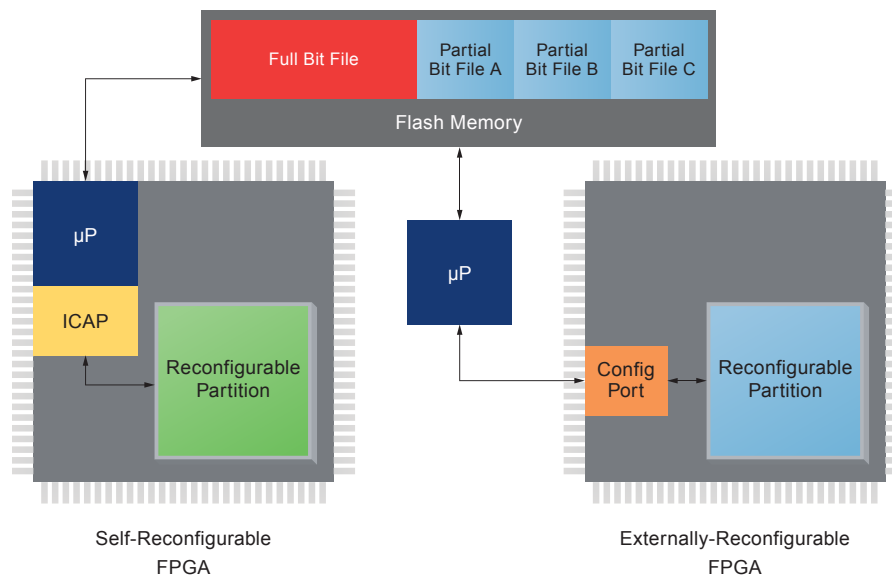 Full Bit File
Partial
Bit File A
Partial
Bit File B
Partial
Bit File C
Flash Memory
µP
ICAP
Reconfigurable
Partition
µP
Config
Port
Reconfigurable
Partition
Self-Reconfigurable
FPGA
Externally-Reconfigurable
FPGA